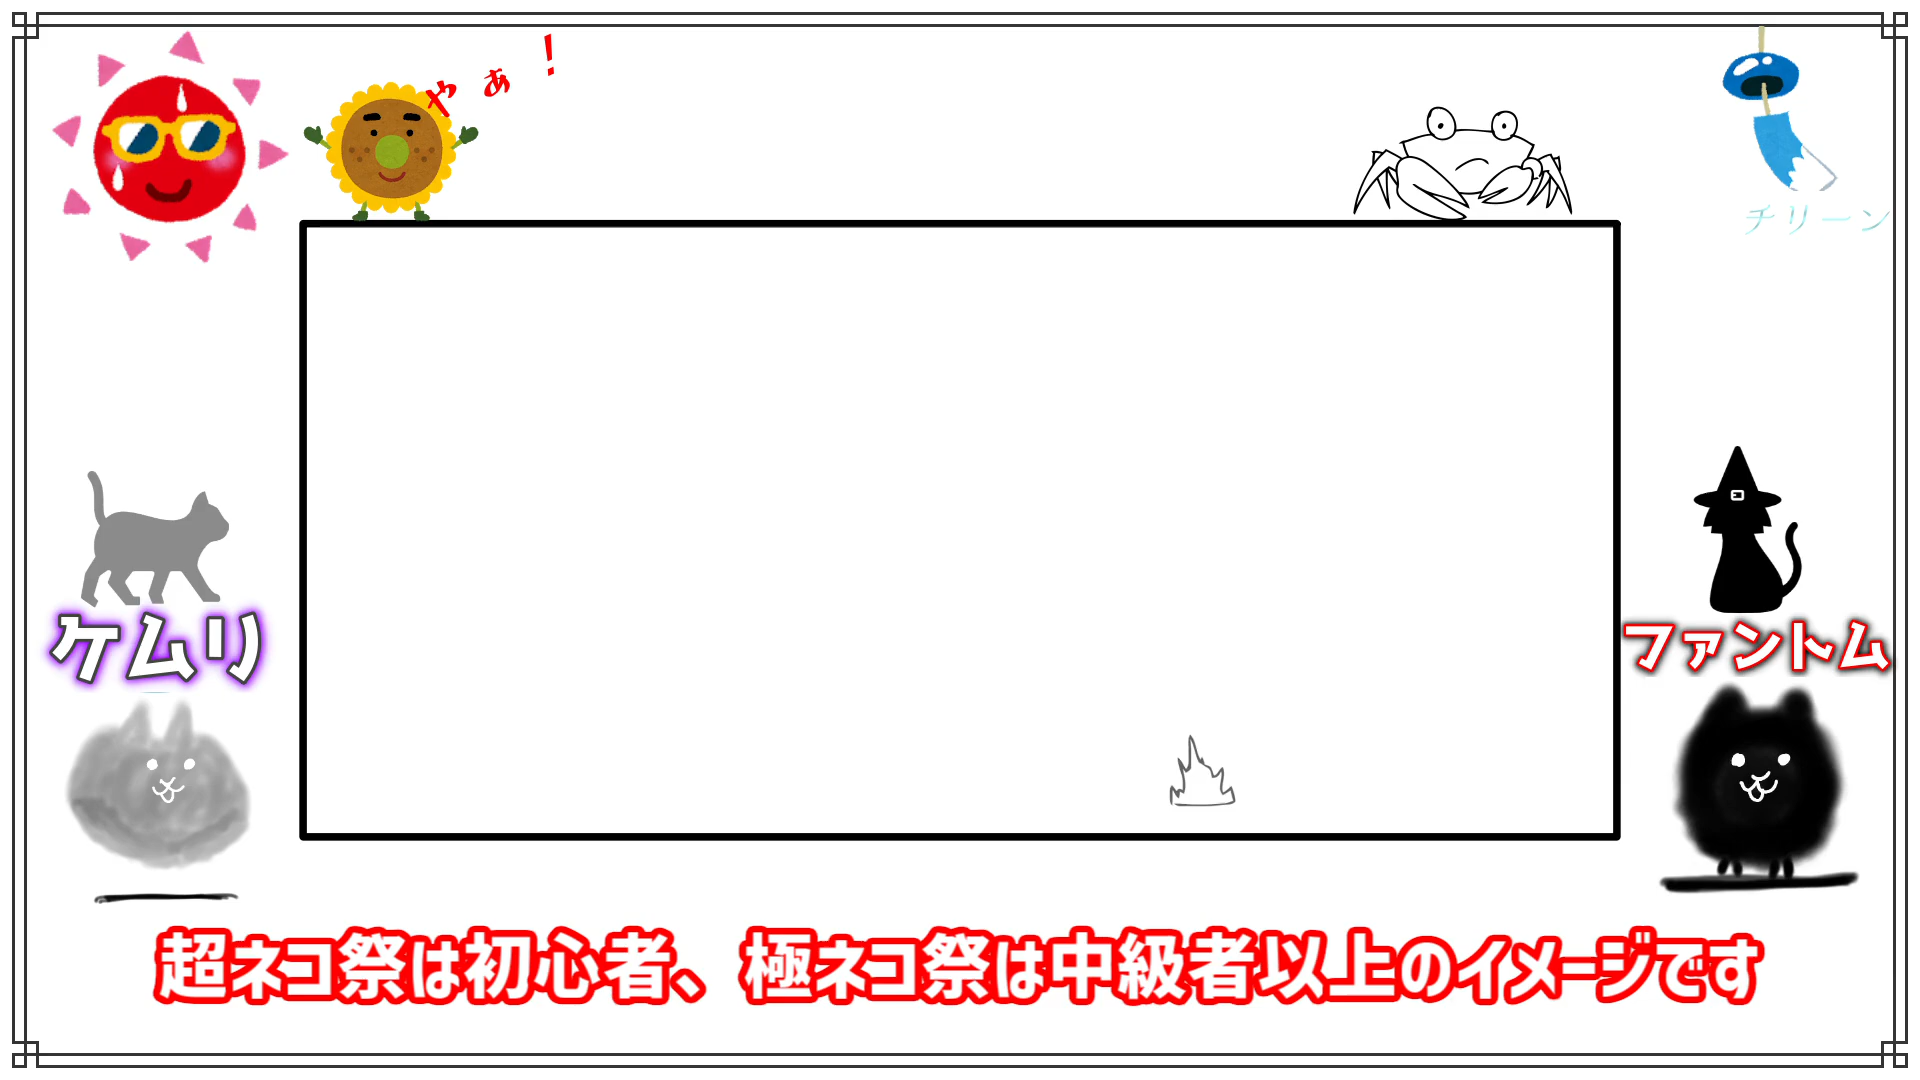 やぁ！
チリーン
ケムリ
ファントム
超ネコ祭は初心者、極ネコ祭は中級者以上のイメージです